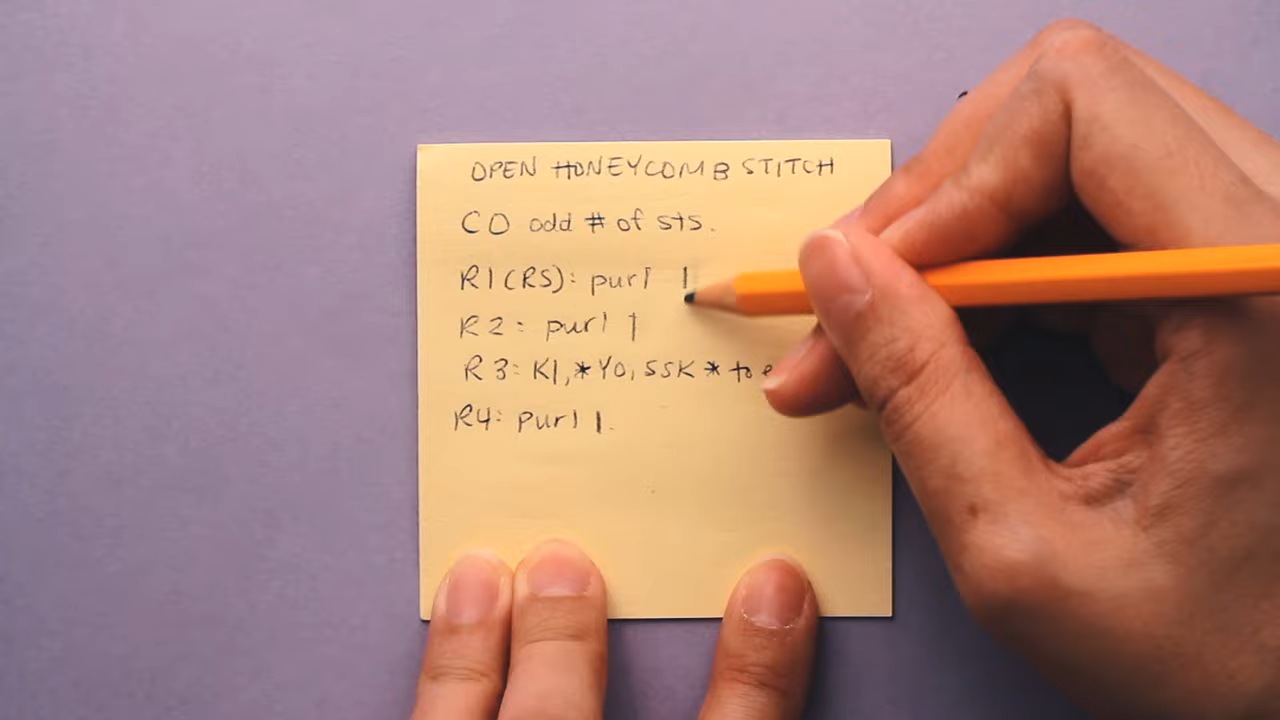 OPEN HONEYCOMB STITCH
CO odd # of sts.
R1(RS): purl 1
R2: purl 1
R3: K1,*YO, SSK * to
R4: purl 1.